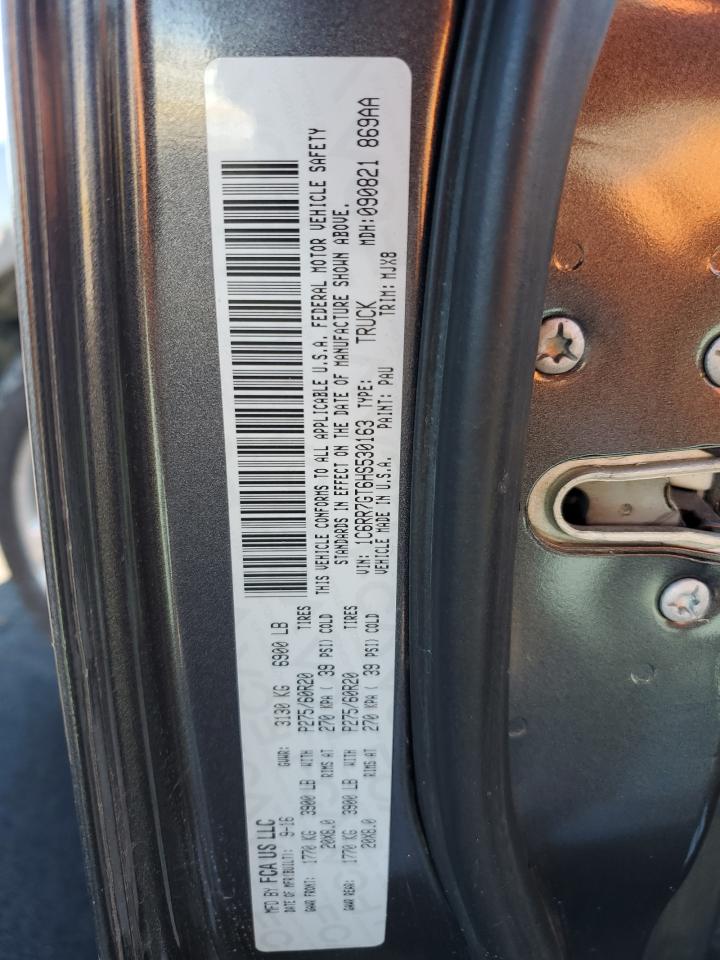 MFD BY FCA US LLC
DATE OF MFR(BUILT): 9-16 GVWR: 3130 KG 6900 LB
GAWR FRONT: 1770 KG 3900 LB WITH P275/60R20 TIRES
20X8.0 RIMS AT 270 KPA ( 39 PSI) COLD
GAWR REAR: 1770 KG 3900 LB WITH P275/60R20 TIRES
20X8.0 RIMS AT 270 KPA ( 39 PSI) COLD
THIS VEHICLE CONFORMS TO ALL APPLICABLE U.S.A. FEDERAL MOTOR VEHICLE SAFETY
STANDARDS IN EFFECT ON THE DATE OF MANUFACTURE SHOWN ABOVE.
VIN: 1C6RR7GT6HS530163 TYPE: TRUCK MDH:090821 869AA
VEHICLE MADE IN U.S.A. PAINT: PAU TRIM: MJX8